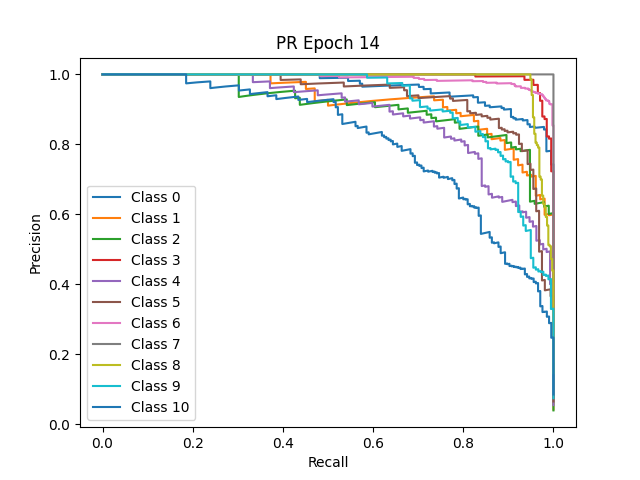 PR Epoch 14
Precision
1.0
0.8
0.6
0.4
0.2
0.0
Class 0
Class 1
Class 2
Class 3
Class 4
Class 5
Class 6
Class 7
Class 8
Class 9
Class 10
0.0 0.2 0.4 0.6 0.8 1.0
Recall